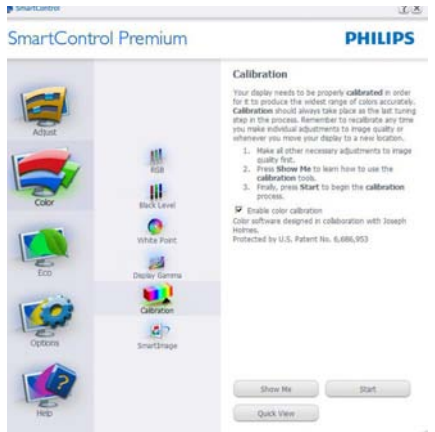 SmartControl
SmartControl Premium
PHILIPS
Adjust
Color
Eco
Options
Help
RGB
Black Level
White Point
Display Gamma
Calibration
SmartImage
Calibration
Your display needs to be properly calibrated in order
for it to produce the widest range of colors accurately.
Calibration should always take place as the last tuning
step in the process. Remember to recalibrate any time
you make individual adjustments to image quality or
whenever you move your display to a new location.
1. Make all other necessary adjustments to image
quality first.
2. Press Show Me to learn how to use the
calibration tools.
3. Finally, press Start to begin the calibration
process.
Enable color calibration
Color software designed in collaboration with Joseph
Holmes.
Protected by U.S. Patent No. 6,686,953
Show Me
Start
Quick View